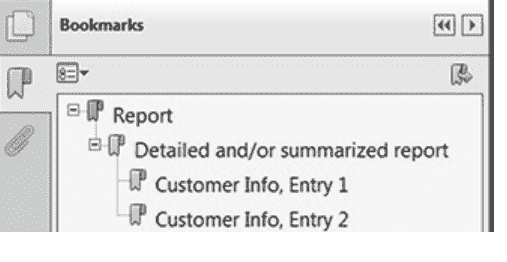 Bookmarks
Report
Detailed and/or summarized report
Customer Info, Entry 1
Customer Info, Entry 2